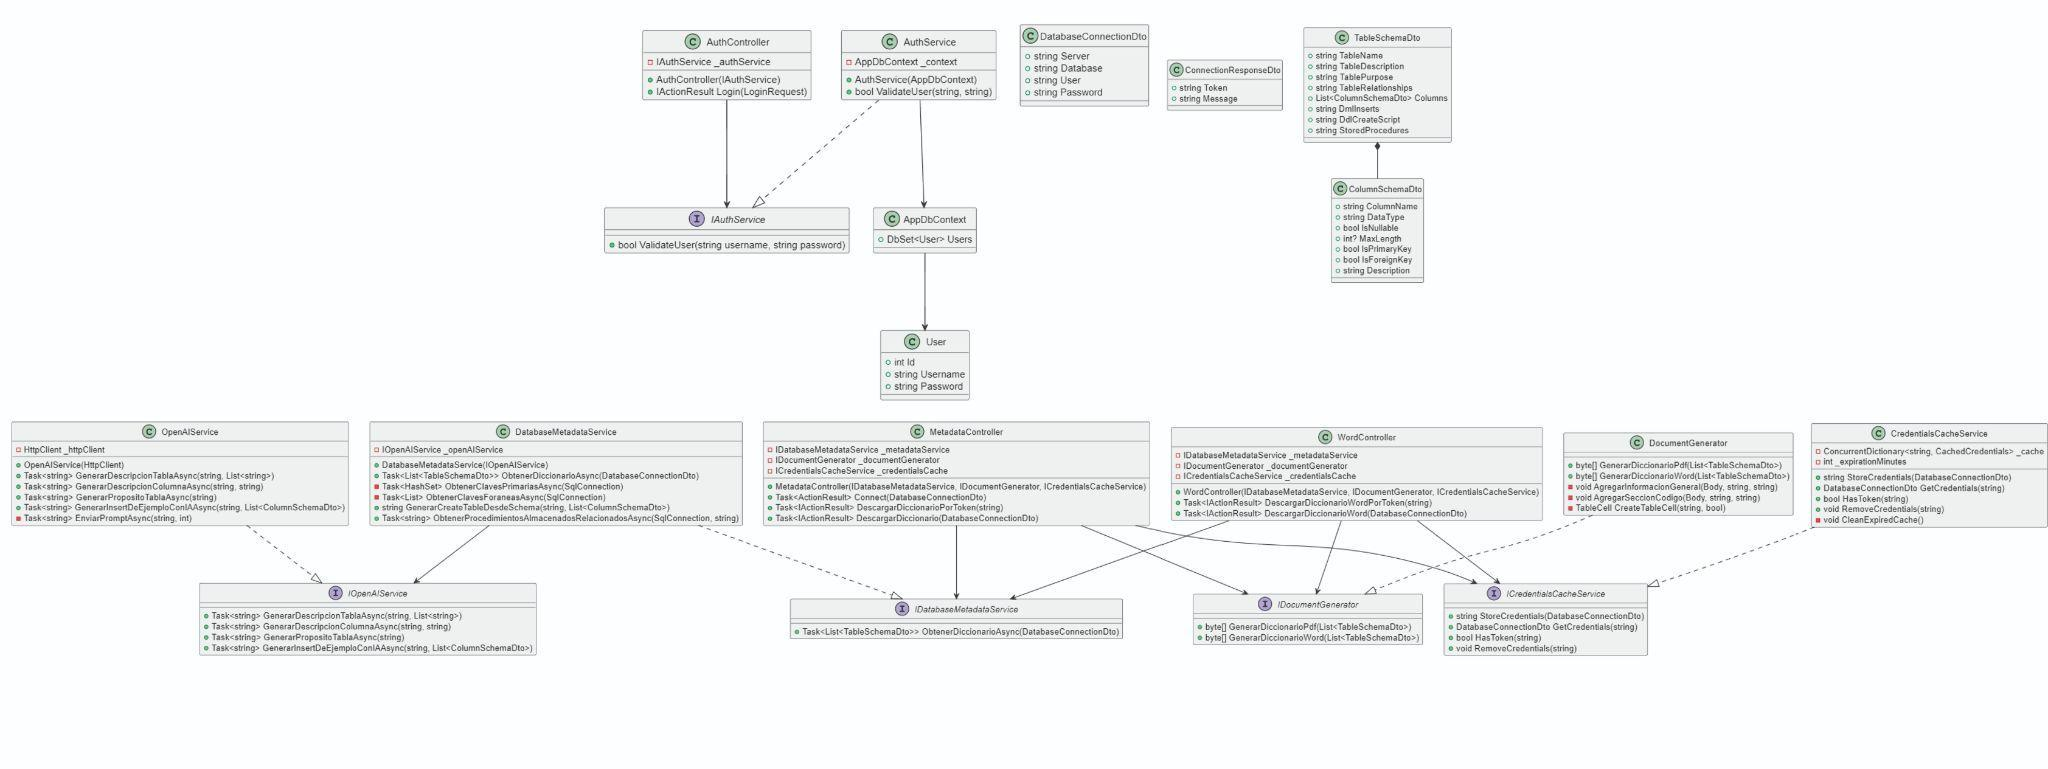 C AuthController
IAuthService _authService
AuthController(IAuthService)
IActionResult Login(LoginRequest)
C AuthService
AppDbContext _context
AuthService(AppDbContext)
bool ValidateUser(string, string)
C DatabaseConnectionDto
string Server
string Database
string User
string Password
C ConnectionResponseDto
string Token
string Message
C TableSchemaDto
string TableName
string TableDescription
string TablePurpose
string TableRelationships
List<ColumnSchemaDto> Columns
string DmlInserts
string DdlCreateScript
string StoredProcedures
I IAuthService
bool ValidateUser(string username, string password)
C AppDbContext
DbSet<User> Users
C ColumnSchemaDto
string ColumnName
string DataType
bool IsNullable
int? MaxLength
bool IsPrimaryKey
bool IsForeignKey
string Description
C User
int Id
string Username
string Password
C OpenAIService
HttpClient _httpClient
OpenAIService(HttpClient)
Task<string> GenerarDescripcionTablaAsync(string, List<string>)
Task<string> GenerarDescripcionColumnaAsync(string, string)
Task<string> GenerarPropositoTablaAsync(string)
Task<string> GenerarInsertDeEjemploConIAAsync(string, List<ColumnSchemaDto>)
Task<string> EnviarPromptAsync(string, int)
C DatabaseMetadataService
IOpenAIService _openAIService
DatabaseMetadataService(IOpenAIService)
Task<List<TableSchemaDto>> ObtenerDiccionarioAsync(DatabaseConnectionDto)
Task<HashSet> ObtenerClavesPrimariasAsync(SqlConnection)
Task<List> ObtenerClavesForaneasAsync(SqlConnection)
string GenerarCreateTableDesdeSchema(string, List<ColumnSchemaDto>)
Task<string> ObtenerProcedimientosAlmacenadosRelacionadosAsync(SqlConnection, string)
C MetadataController
IDatabaseMetadataService _metadataService
IDocumentGenerator _documentGenerator
ICredentialsCacheService _credentialsCache
MetadataController(IDatabaseMetadataService, IDocumentGenerator, ICredentialsCacheService)
Task<ActionResult> Connect(DatabaseConnectionDto)
Task<IActionResult> DescargarDiccionarioPorToken(string)
Task<IActionResult> DescargarDiccionario(DatabaseConnectionDto)
C WordController
IDatabaseMetadataService _metadataService
IDocumentGenerator _documentGenerator
ICredentialsCacheService _credentialsCache
WordController(IDatabaseMetadataService, IDocumentGenerator, ICredentialsCacheService)
Task<IActionResult> DescargarDiccionarioWordPorToken(string)
Task<IActionResult> DescargarDiccionarioWord(DatabaseConnectionDto)
C DocumentGenerator
byte[] GenerarDiccionarioPdf(List<TableSchemaDto>)
byte[] GenerarDiccionarioWord(List<TableSchemaDto>)
void AgregarInformacionGeneral(Body, string, string)
void AgregarSeccionCodigo(Body, string, string)
TableCell CreateTableCell(string, bool)
C CredentialsCacheService
ConcurrentDictionary<string, CachedCredentials> _cache
int _expirationMinutes
string StoreCredentials(DatabaseConnectionDto)
DatabaseConnectionDto GetCredentials(string)
bool HasToken(string)
void RemoveCredentials(string)
void CleanExpiredCache()
I IOpenAIService
Task<string> GenerarDescripcionTablaAsync(string, List<string>)
Task<string> GenerarDescripcionColumnaAsync(string, string)
Task<string> GenerarPropositoTablaAsync(string)
Task<string> GenerarInsertDeEjemploConIAAsync(string, List<ColumnSchemaDto>)
I IDatabaseMetadataService
Task<List<TableSchemaDto>> ObtenerDiccionarioAsync(DatabaseConnectionDto)
I IDocumentGenerator
byte[] GenerarDiccionarioPdf(List<TableSchemaDto>)
byte[] GenerarDiccionarioWord(List<TableSchemaDto>)
I ICredentialsCacheService
string StoreCredentials(DatabaseConnectionDto)
DatabaseConnectionDto GetCredentials(string)
bool HasToken(string)
void RemoveCredentials(string)